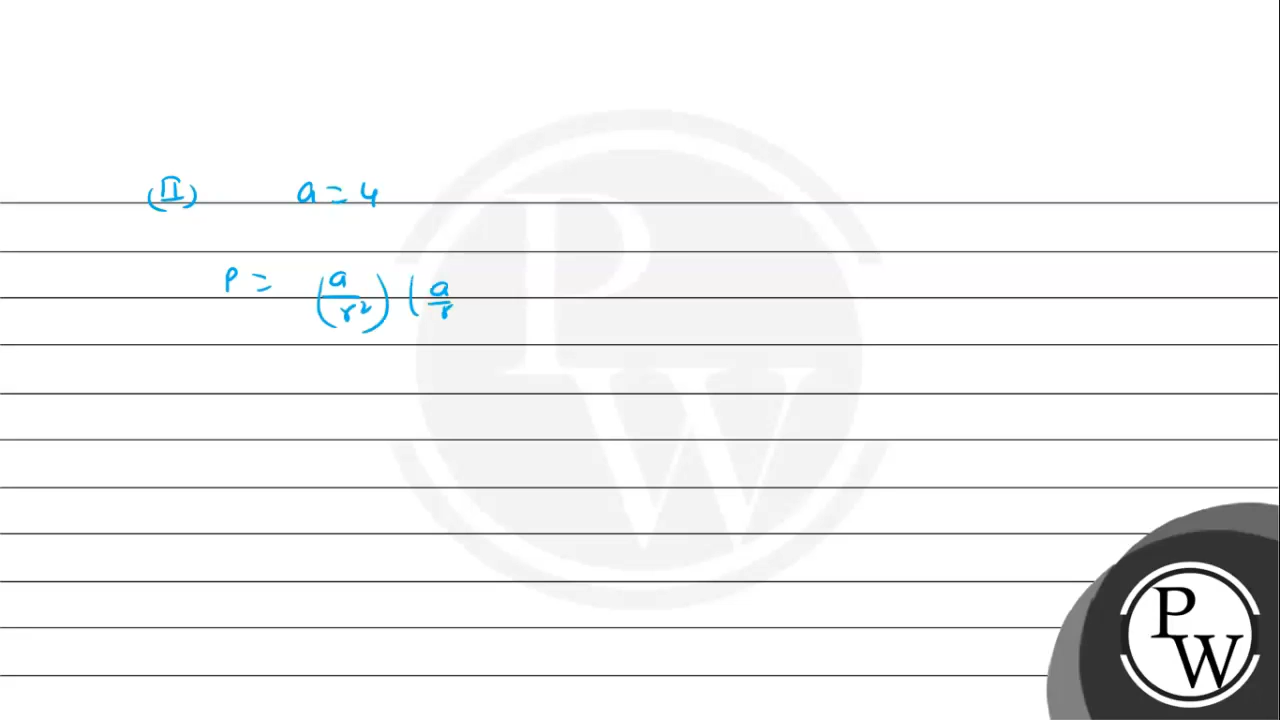 (II) a = 4
P = (a/r²) (a/r
P
W
P
W